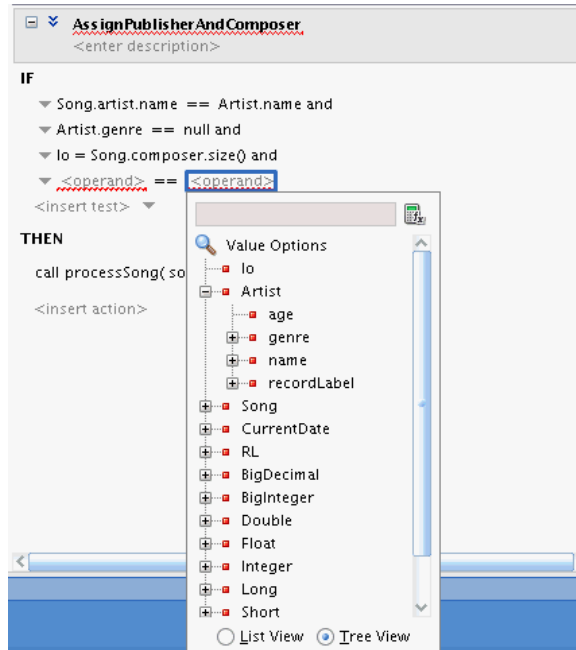 AssignPublisherAndComposer
<enter description>
IF
Song.artist.name == Artist.name and
Artist.genre == null and
lo = Song.composer.size() and
<operand> == <operand>
<insert test>
THEN
call processSong( so
<insert action>
Value Options
lo
Artist
age
genre
name
recordLabel
Song
CurrentDate
RL
BigDecimal
BigInteger
Double
Float
Integer
Long
Short
List View Tree View